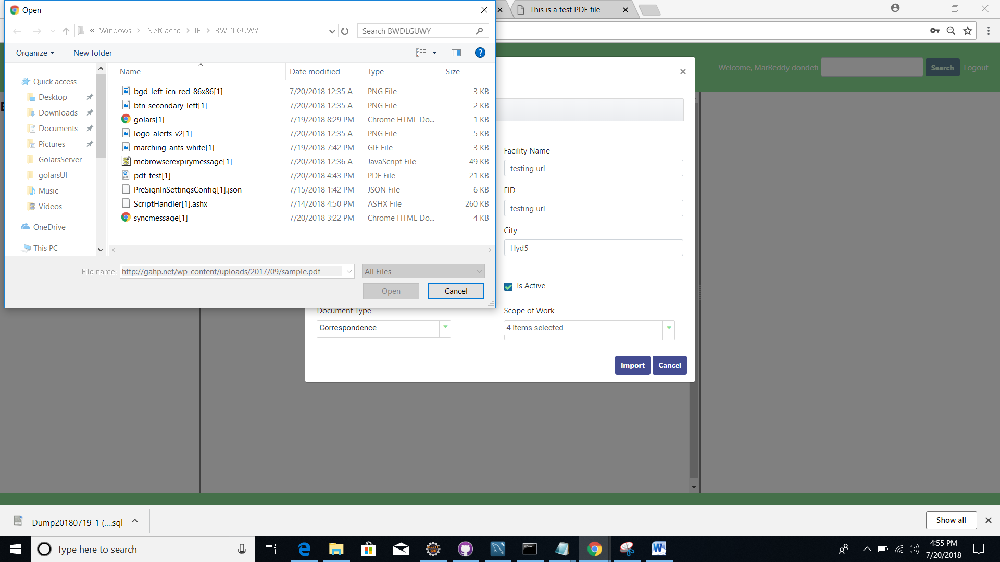 Open
This is a test PDF file
« Windows > INetCache > IE > BWDLGUWY
Search BWDLGUWY
Organize
New folder
Welcome, MarReddy dondeti
Search
Logout
Name
Date modified
Type
Size
Quick access
Desktop
Downloads
Documents
Pictures
GolarsServer
golarsUI
Music
Videos
OneDrive
This PC
bgd_left_icn_red_86x86[1] 7/20/2018 12:35 A PNG File 3 KB
btn_secondary_left[1] 7/20/2018 12:35 A PNG File 2 KB
golars[1] 7/19/2018 8:29 PM Chrome HTML Do... 1 KB
logo_alerts_v2[1] 7/20/2018 12:35 A PNG File 5 KB
marching_ants_white[1] 7/19/2018 7:42 PM GIF File 3 KB
mcbrowserexpirymessage[1] 7/20/2018 12:36 A JavaScript File 49 KB
pdf-test[1] 7/20/2018 4:43 PM PDF File 21 KB
PreSignInSettingsConfig[1].json 7/15/2018 1:42 PM JSON File 6 KB
ScriptHandler[1].ashx 7/14/2018 4:50 PM ASHX File 260 KB
syncmessage[1] 7/20/2018 3:22 PM Chrome HTML Do... 4 KB
File name: http://gahp.net/wp-content/uploads/2017/09/sample.pdf
All Files
Open
Cancel
Facility Name
testing url
FID
testing url
City
Hyd5
Is Active
Document Type
Scope of Work
Correspondence
4 items selected
Import
Cancel
Dump20180719-1 (....sql
Show all
Type here to search
4:55 PM
7/20/2018